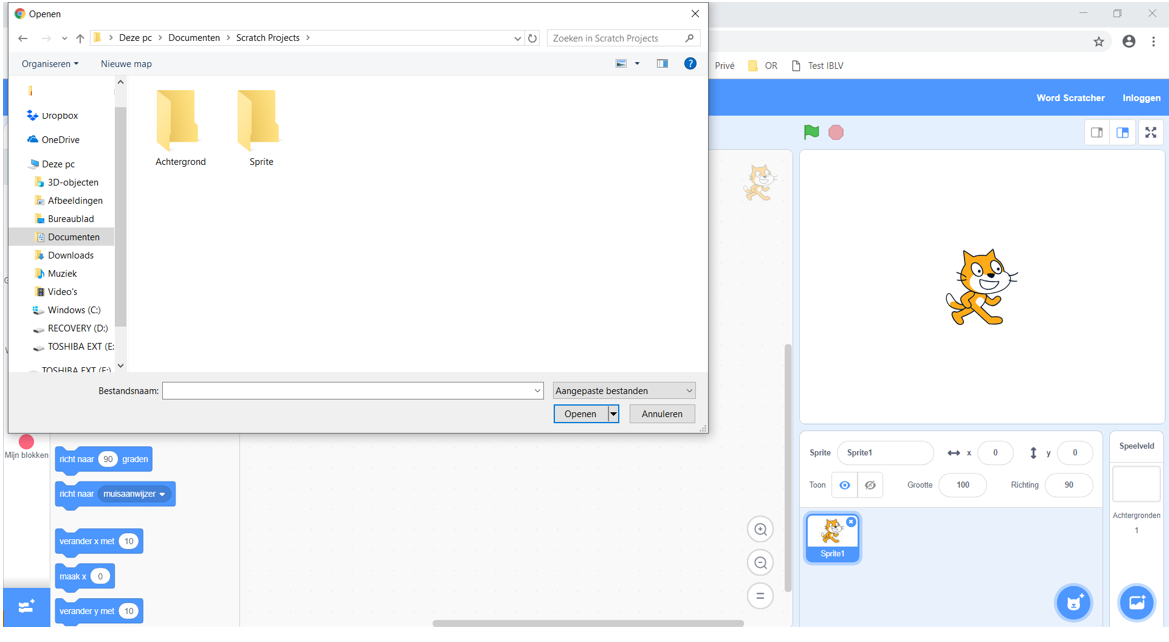 Openen
Deze pc > Documenten > Scratch Projects >
Zoeken in Scratch Projects
Organiseren
Nieuwe map
?
Privé
OR
Test IBLV
Word Scratcher
Inloggen
Dropbox
OneDrive
Deze pc
3D-objecten
Afbeeldingen
Bureaublad
Documenten
Downloads
Muziek
Video's
Windows (C:)
RECOVERY (D:)
TOSHIBA EXT (E:
TOSHIBA EXT (E:)
Achtergrond
Sprite
Bestandsnaam:
Aangepaste bestanden
Openen
Annuleren
Mijn blokken
richt naar 90 graden
richt naar muisaanwijzer
verander x met 10
maak x 0
verander y met 10
Sprite Sprite1 x 0 y 0
Toon Grootte 100 Richting 90
Sprite1
Speelveld
Achtergronden
1